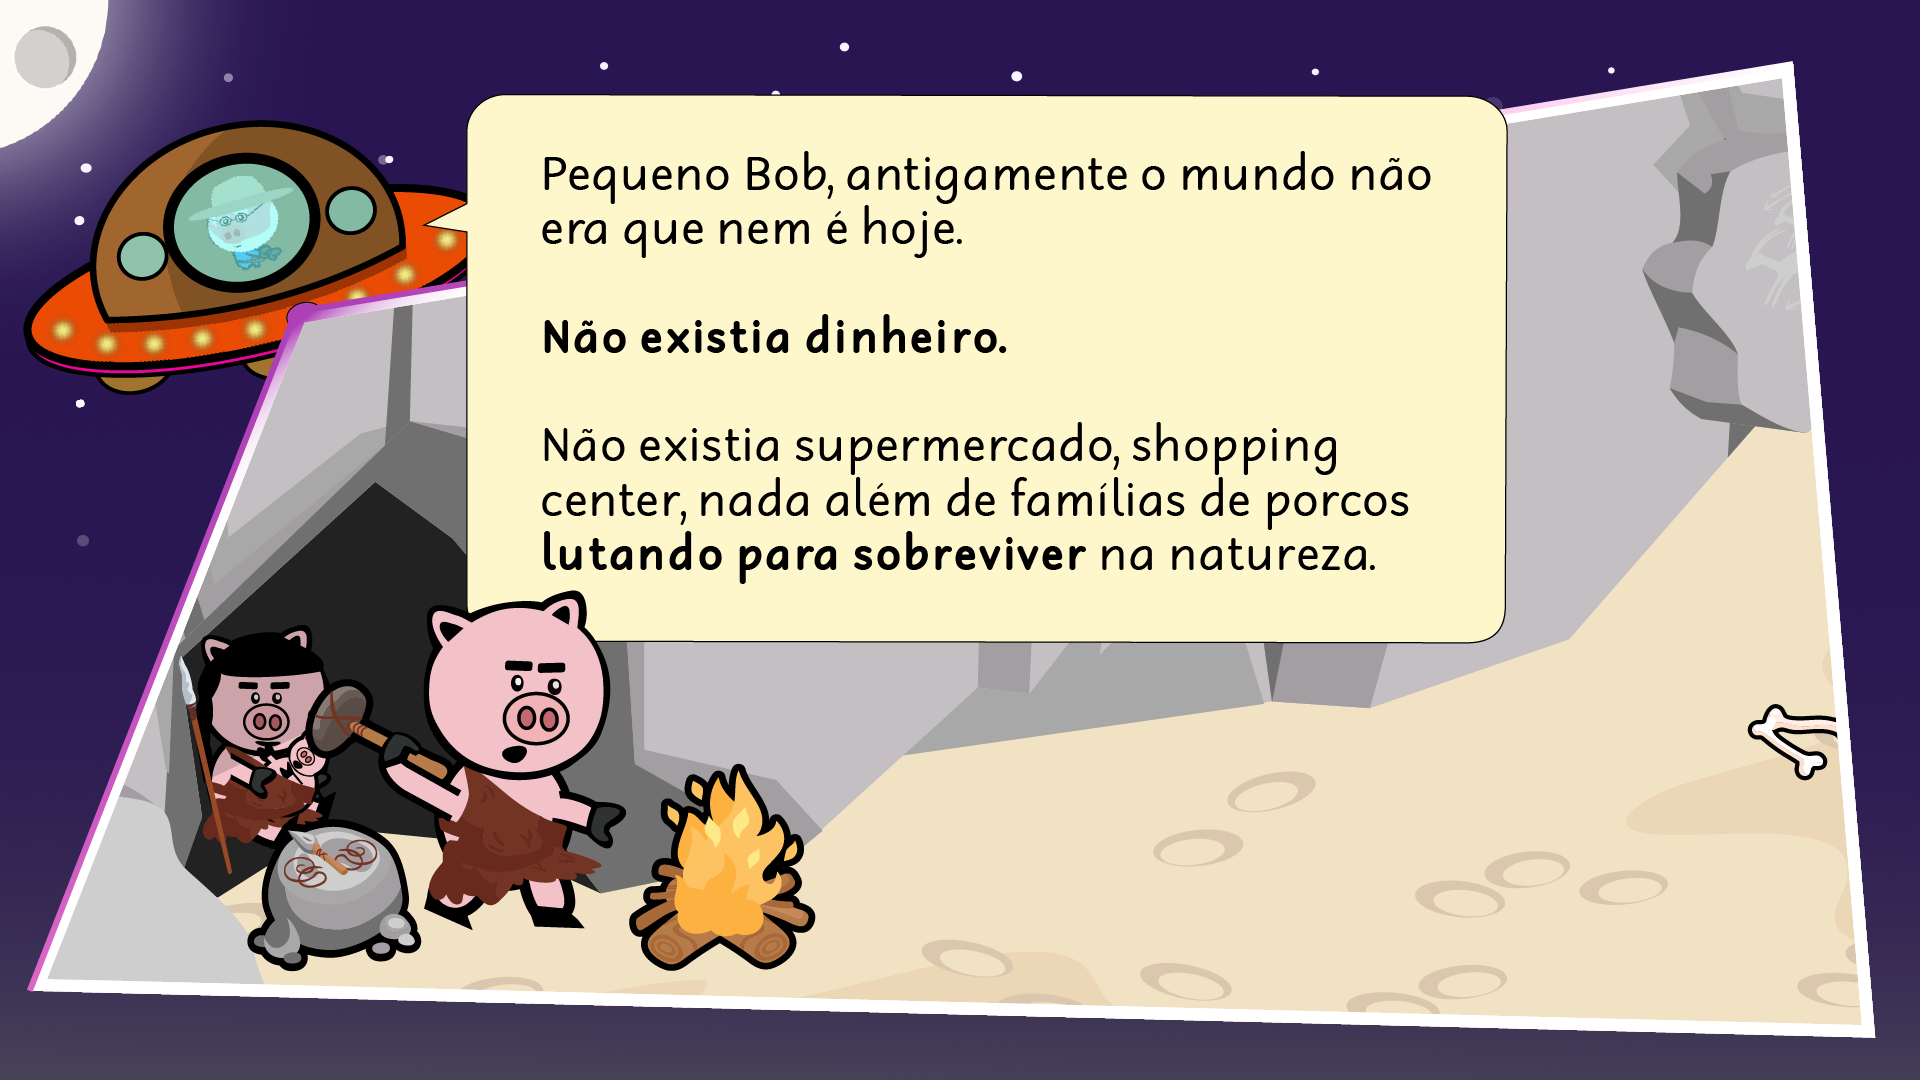 Pequeno Bob, antigamente o mundo não
era que nem é hoje.
Não existia dinheiro.
Não existia supermercado, shopping
center, nada além de famílias de porcos
lutando para sobreviver na natureza.